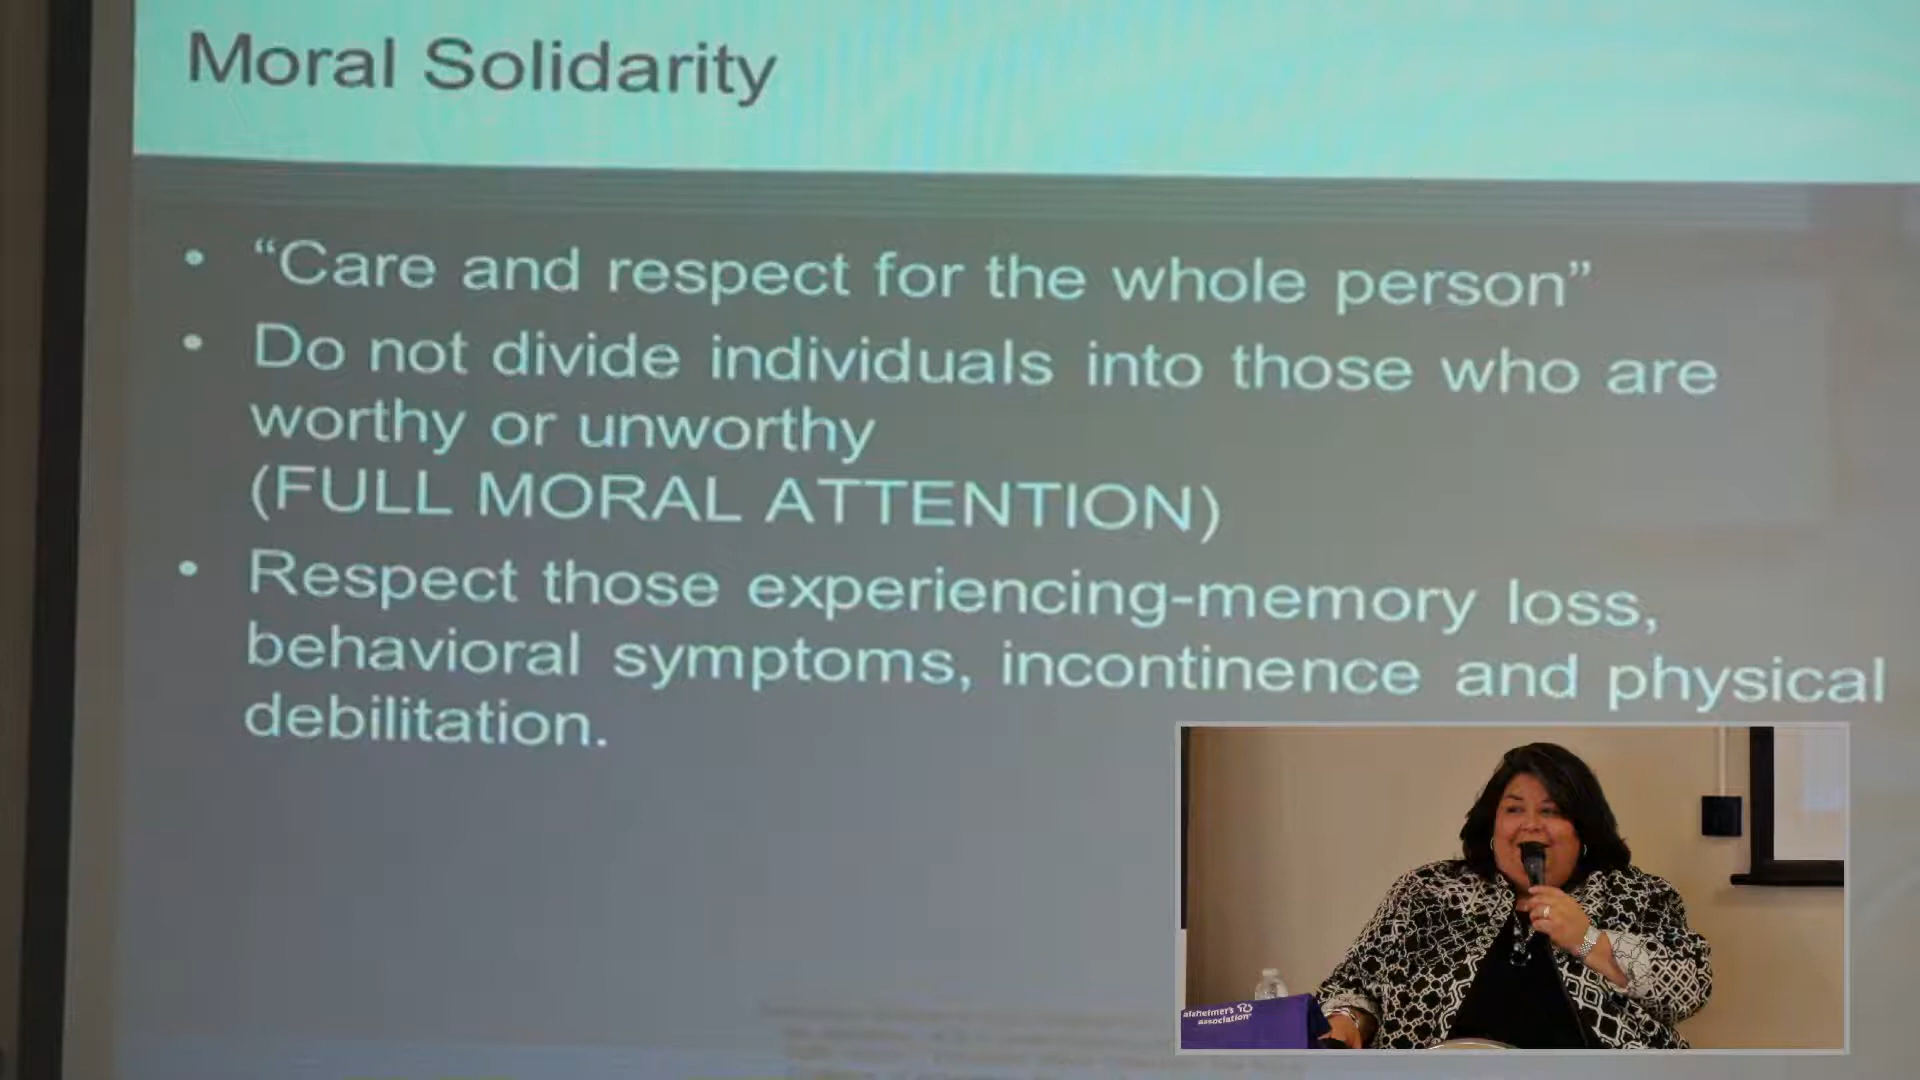 Moral Solidarity
• “Care and respect for the whole person”
• Do not divide individuals into those who are
worthy or unworthy
(FULL MORAL ATTENTION)
• Respect those experiencing-memory loss,
behavioral symptoms, incontinence and physical
debilitation.
alzheimer's
association